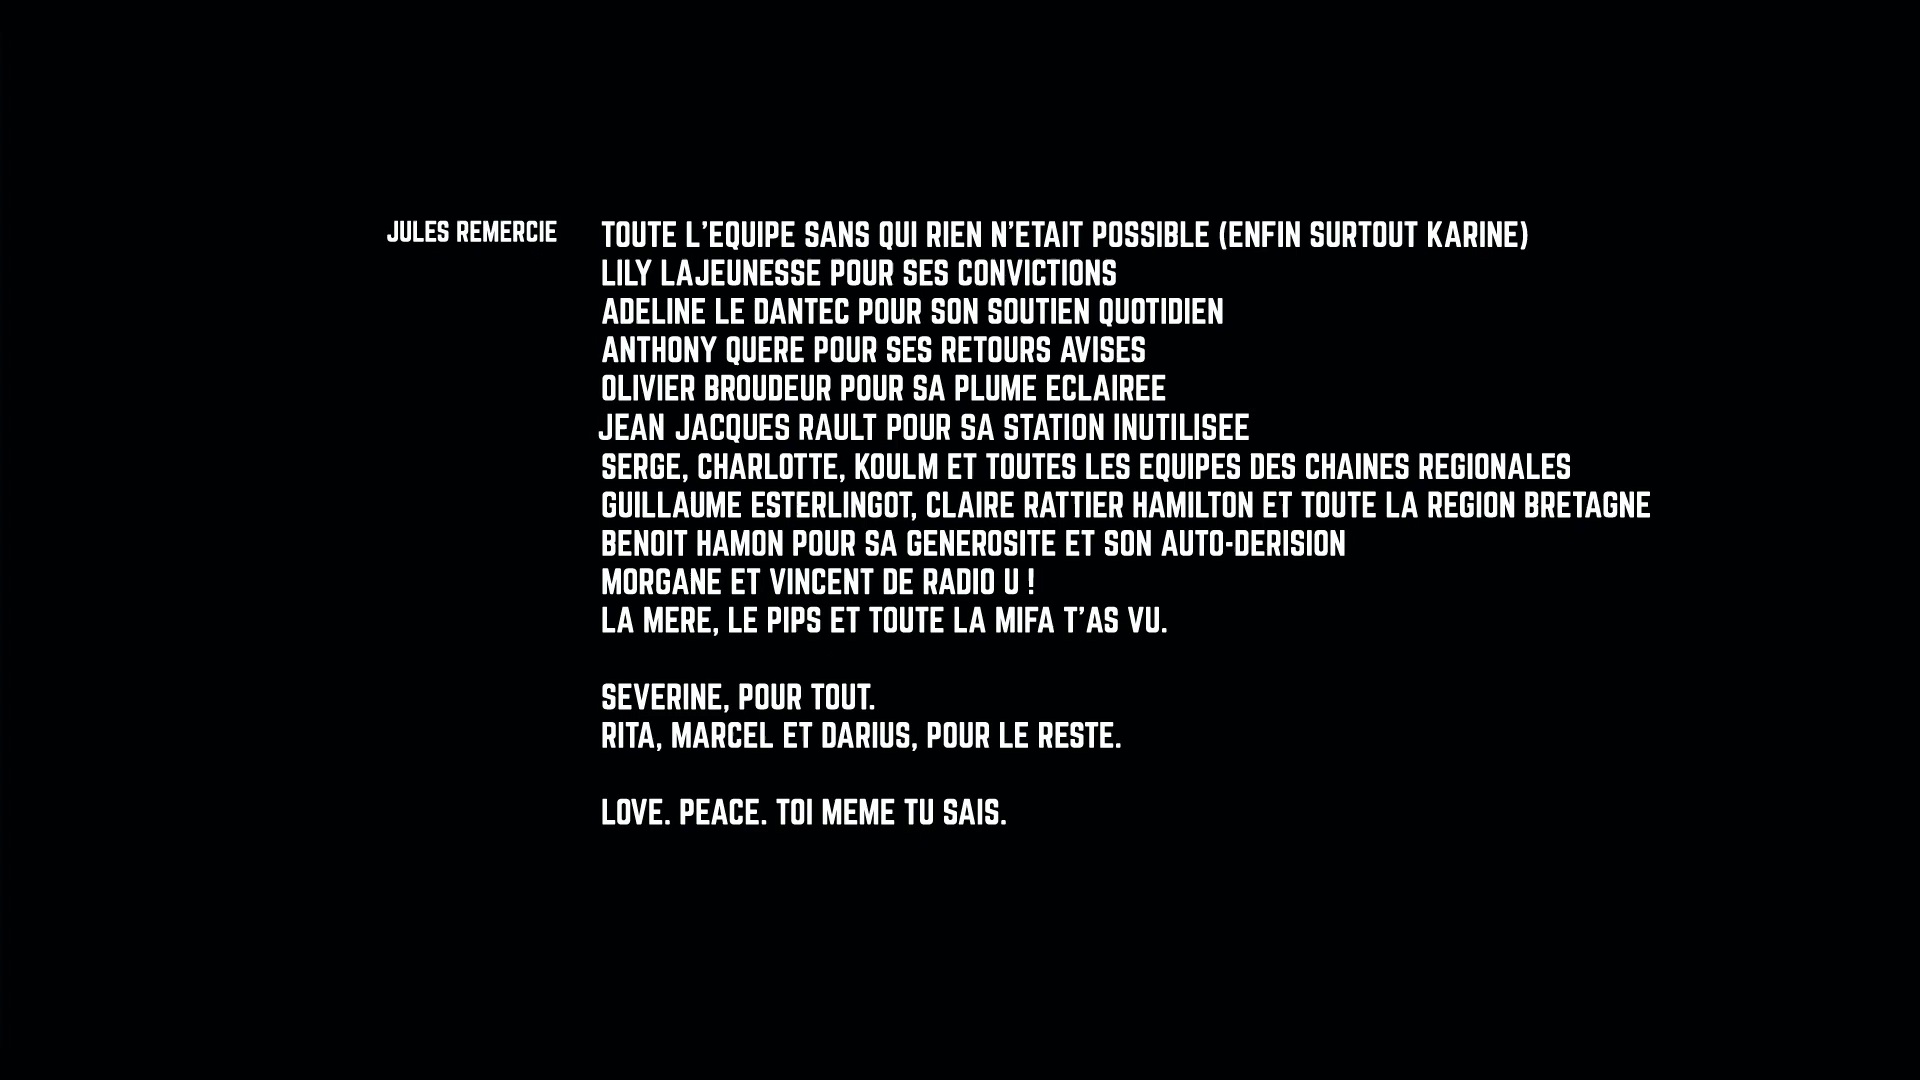 JULES REMERCIE
TOUTE L'EQUIPE SANS QUI RIEN N'ETAIT POSSIBLE (ENFIN SURTOUT KARINE)
LILY LAJEUNESSE POUR SES CONVICTIONS
ADELINE LE DANTEC POUR SON SOUTIEN QUOTIDIEN
ANTHONY QUERE POUR SES RETOURS AVISES
OLIVIER BROUDEUR POUR SA PLUME ECLAIREE
JEAN JACQUES RAULT POUR SA STATION INUTILISEE
SERGE, CHARLOTTE, KOULM ET TOUTES LES EQUIPES DES CHAINES REGIONALES
GUILLAUME ESTERLINGOT, CLAIRE RATTIER HAMILTON ET TOUTE LA REGION BRETAGNE
BENOIT HAMON POUR SA GENEROSITE ET SON AUTO-DERISION
MORGANE ET VINCENT DE RADIO U !
LA MERE, LE PIPS ET TOUTE LA MIFA T'AS VU.
SEVERINE, POUR TOUT.
RITA, MARCEL ET DARIUS, POUR LE RESTE.
LOVE. PEACE. TOI MEME TU SAIS.